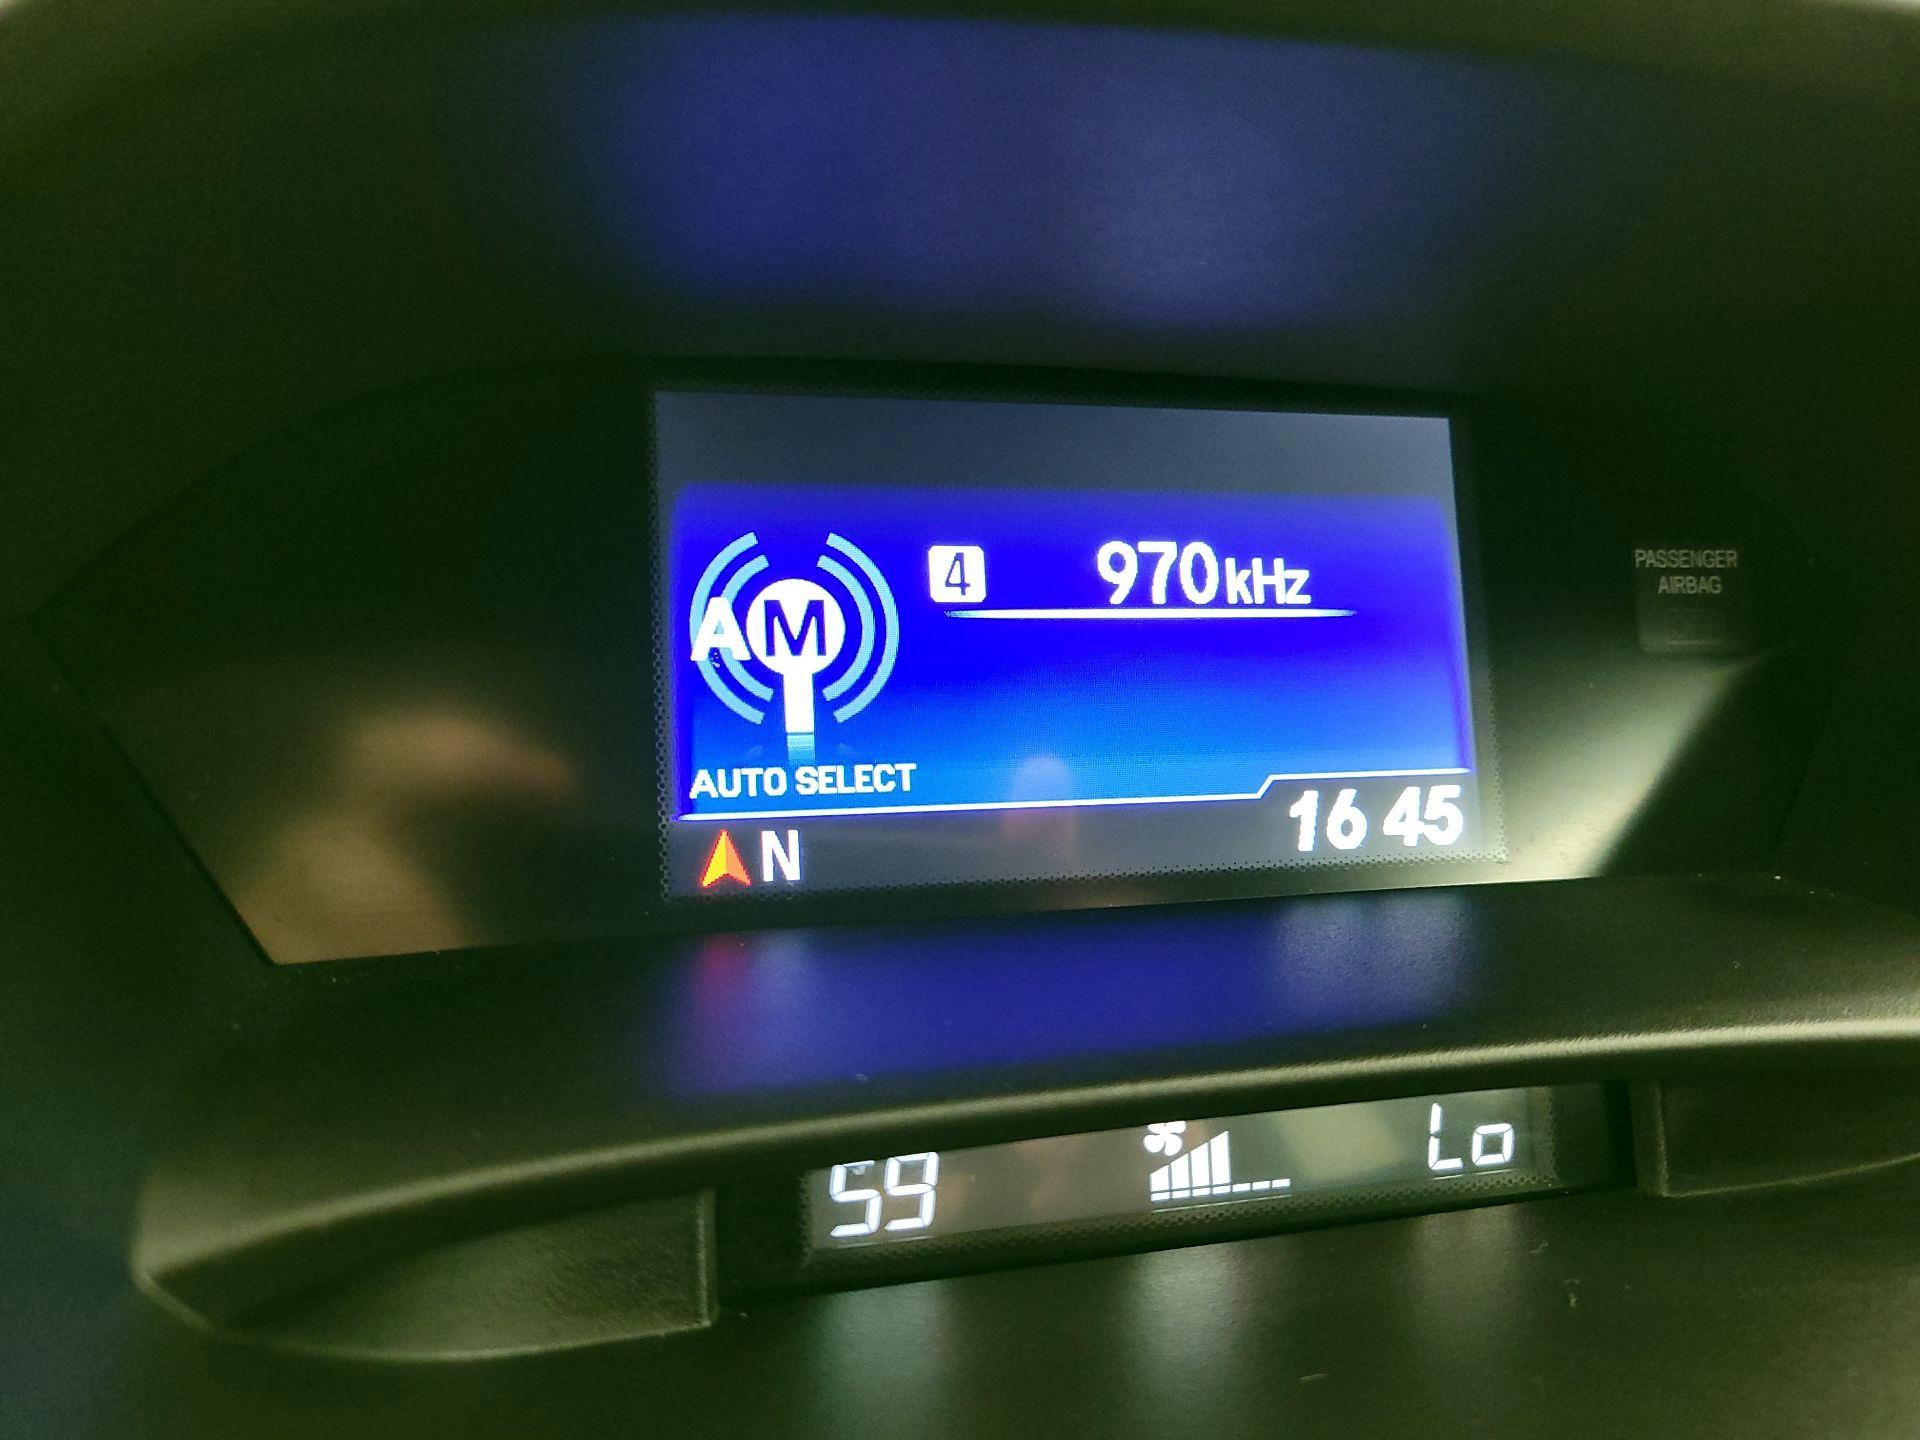 4 970kHz
AM
PASSENGER
AIRBAG
AUTO SELECT
16 45
N
59
Lo